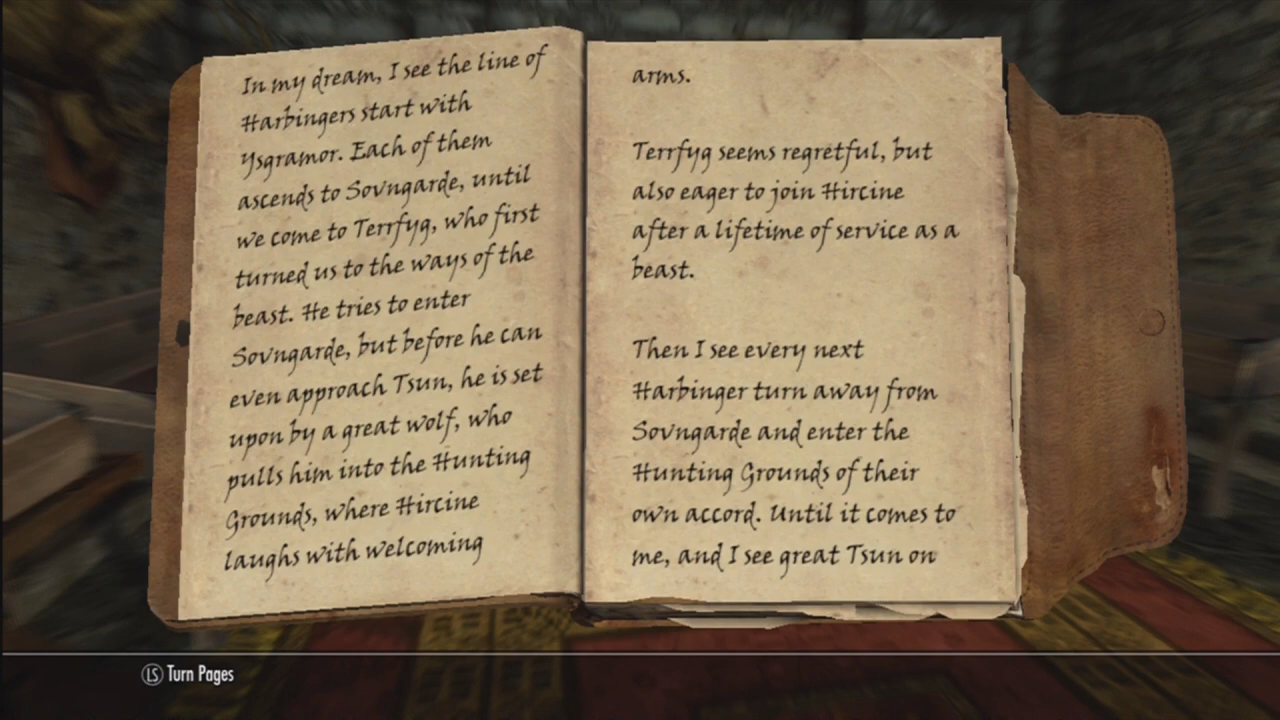 In my dream, I see the line of
Harbingers start with
Ysgramor. Each of them
ascends to Sovngarde, until
we come to Terrfyg, who first
turned us to the ways of the
beast. He tries to enter
Sovngarde, but before he can
even approach Tsun, he is set
upon by a great wolf, who
pulls him into the Hunting
Grounds, where Hircine
laughs with welcoming
arms.
Terrfyg seems regretful, but
also eager to join Hircine
after a lifetime of service as a
beast.
Then I see every next
Harbinger turn away from
Sovngarde and enter the
Hunting Grounds of their
own accord. Until it comes to
me, and I see great Tsun on
LS Turn Pages